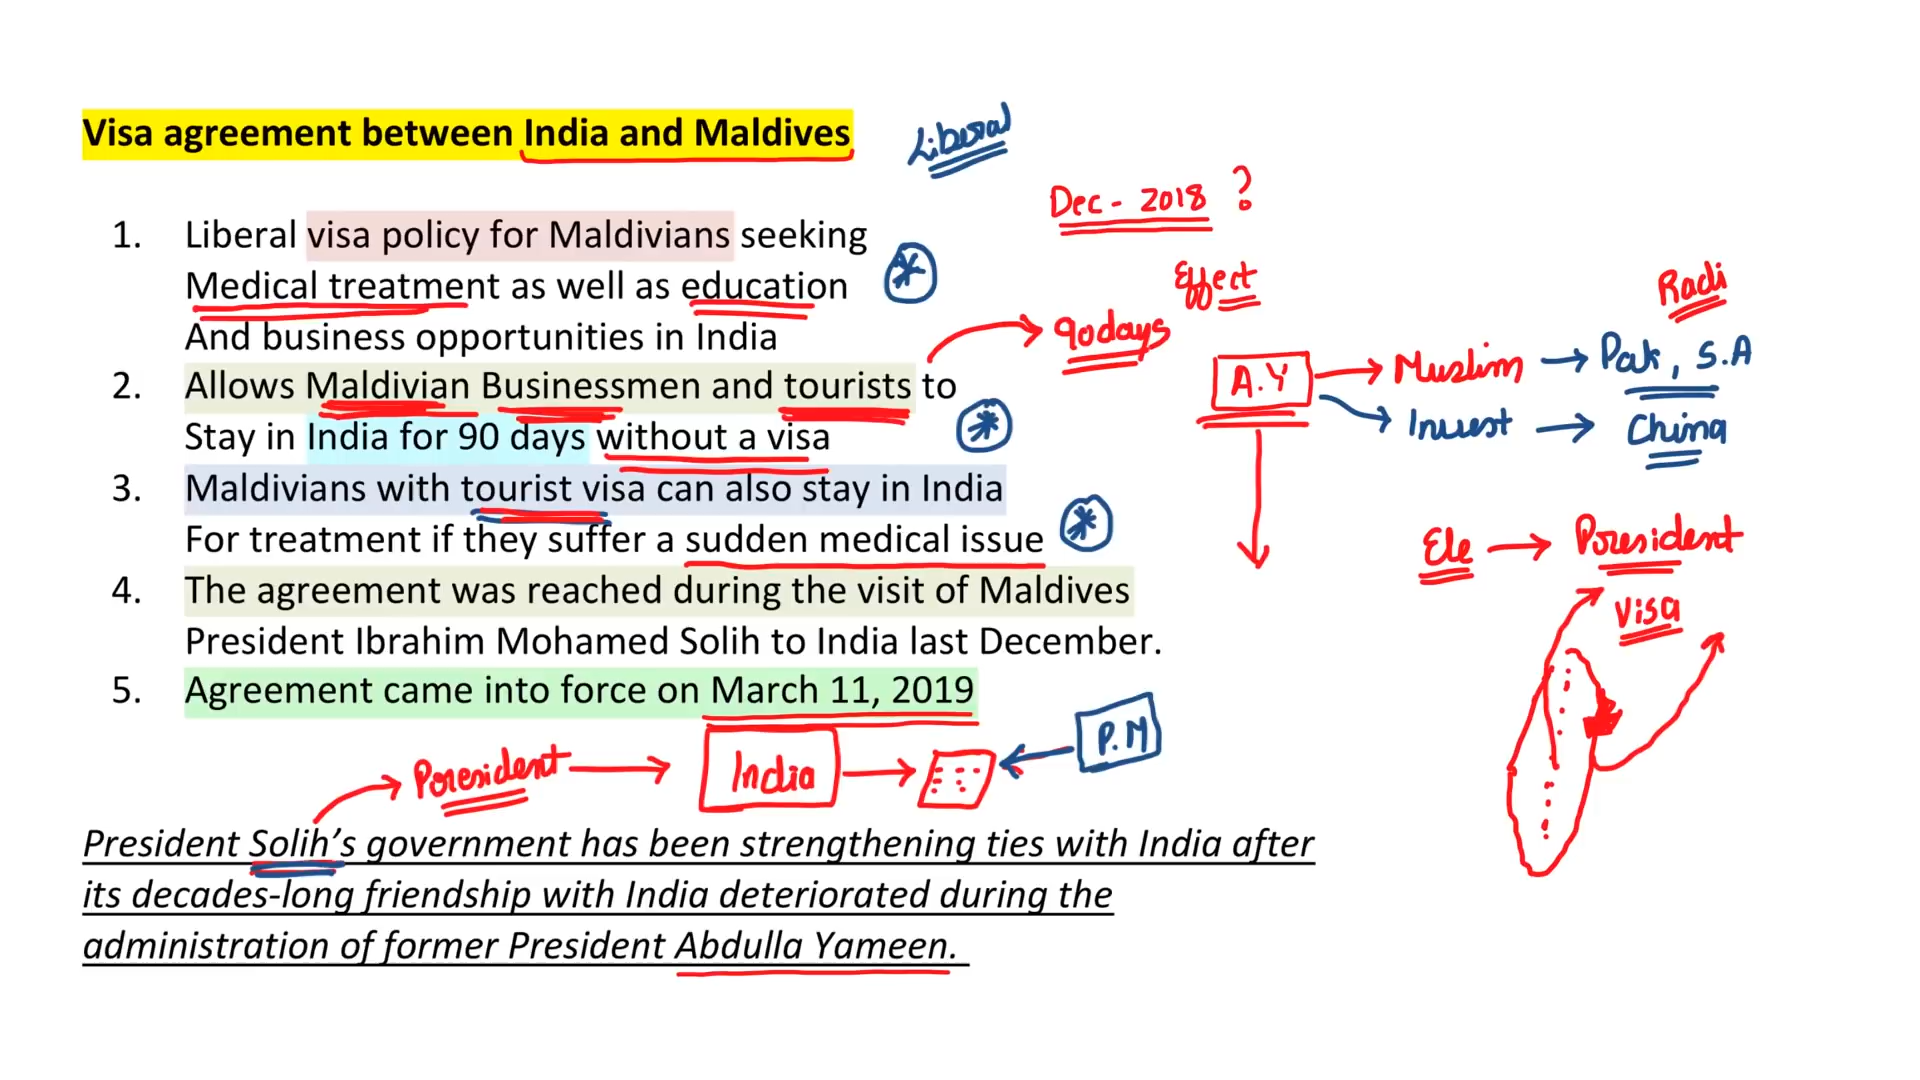 Visa agreement between India and Maldives
Liberal
Dec - 2018 ?
1. Liberal visa policy for Maldivians seeking
Medical treatment as well as education
And business opportunities in India
Effect
Radi
90days
2. Allows Maldivian Businessmen and tourists to
Stay in India for 90 days without a visa
A.Y
Muslim
Pak, S.A
Invest
China
3. Maldivians with tourist visa can also stay in India
For treatment if they suffer a sudden medical issue
Ele
President
Visa
4. The agreement was reached during the visit of Maldives
President Ibrahim Mohamed Solih to India last December.
5. Agreement came into force on March 11, 2019
President
India
P.M
President Solih’s government has been strengthening ties with India after
its decades-long friendship with India deteriorated during the
administration of former President Abdulla Yameen.